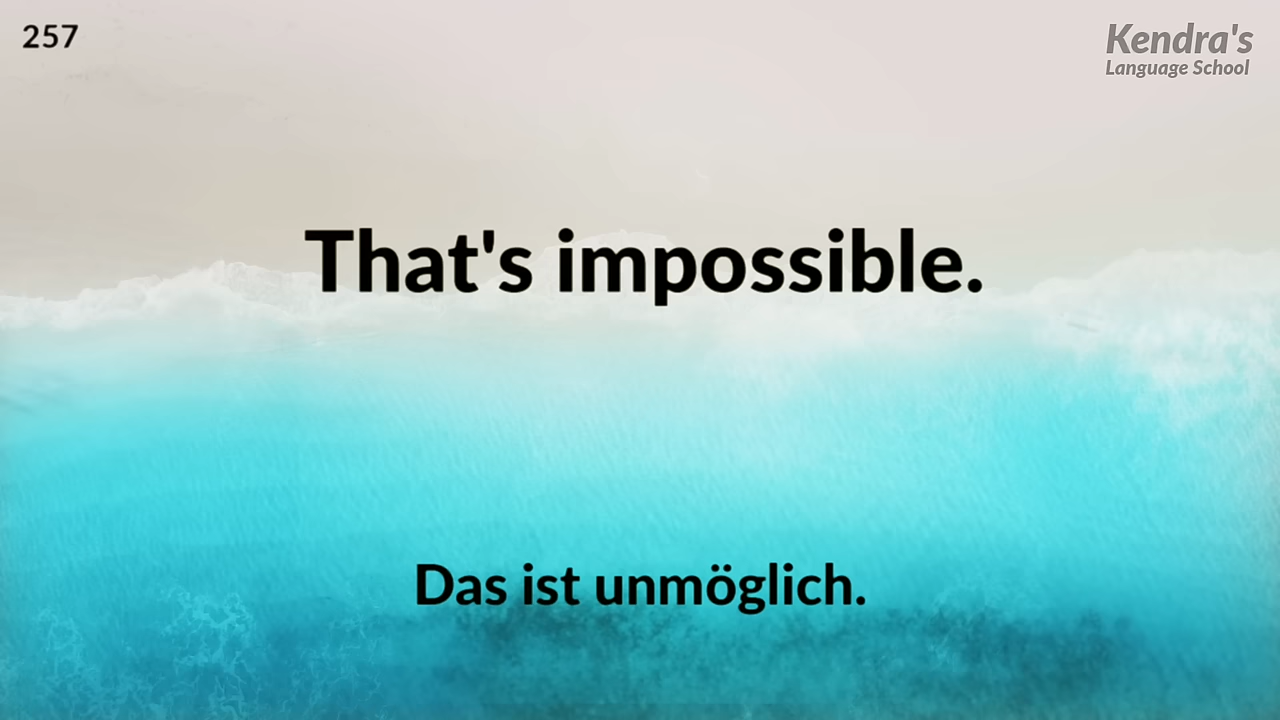 257
Kendra's
Language School
That's impossible.
Das ist unmöglich.